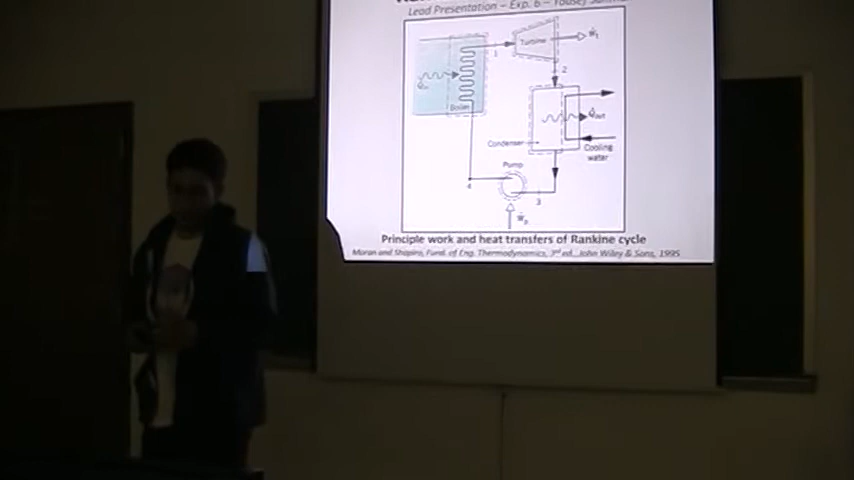 Lead Presentation – Exp. 6 – Yousef
Turbine
Ẇt
1
2
Q̇in
Boiler
Q̇out
Condenser
Cooling
water
Pump
4
3
Ẇp
Principle work and heat transfers of Rankine cycle
Moran and Shapiro, Fund. of Eng. Thermodynamics, 3rd ed., John Wiley & Sons, 1995